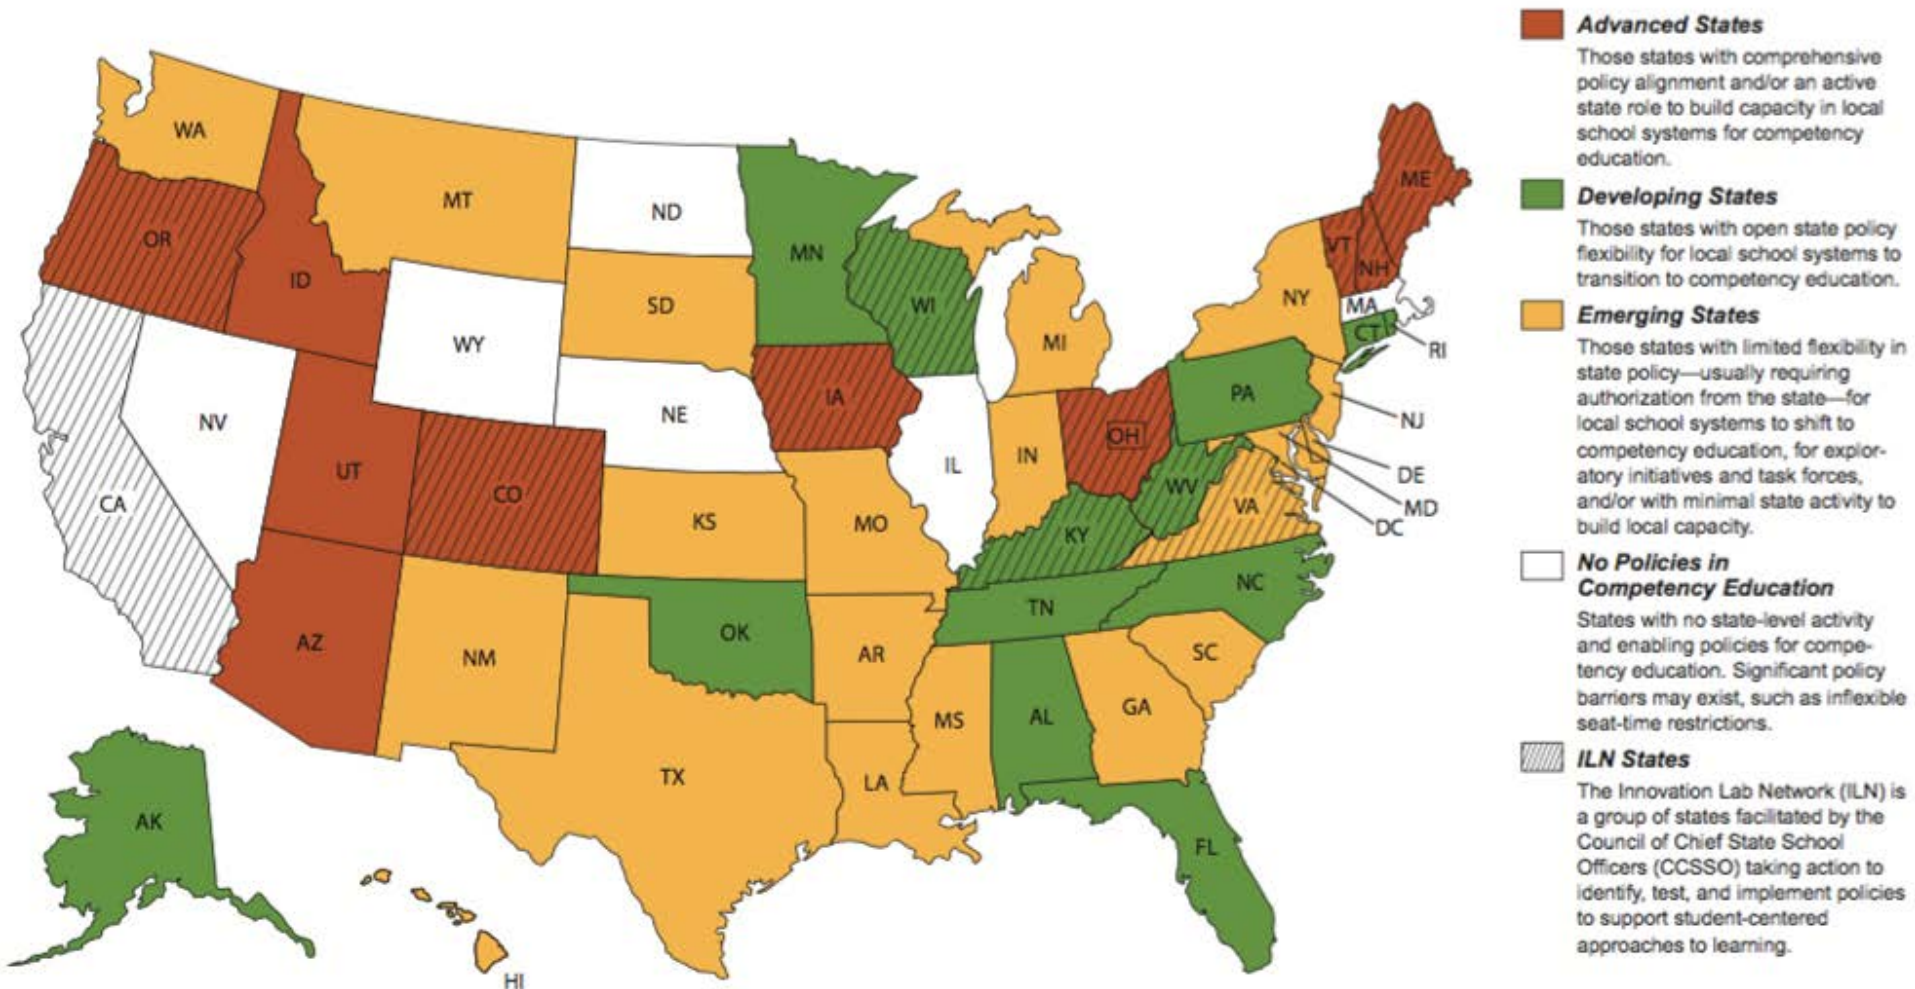 WA
MT
ND
MN
OR
ID
SD
WI
WY
MI
NY
VT
NH
ME
MA
CT
RI
NV
NE
IA
PA
NJ
CA
UT
CO
KS
MO
IL
IN
OH
WV
VA
DE
MD
DC
KY
AZ
NM
OK
AR
TN
NC
SC
MS
AL
GA
TX
LA
FL
AK
HI
Advanced States
Those states with comprehensive
policy alignment and/or an active
state role to build capacity in local
school systems for competency
education.
Developing States
Those states with open state policy
flexibility for local school systems to
transition to competency education.
Emerging States
Those states with limited flexibility in
state policy—usually requiring
authorization from the state—for
local school systems to shift to
competency education, for explor-
atory initiatives and task forces,
and/or with minimal state activity to
build local capacity.
No Policies in
Competency Education
States with no state-level activity
and enabling policies for compe-
tency education. Significant policy
barriers may exist, such as inflexible
seat-time restrictions.
ILN States
The Innovation Lab Network (ILN) is
a group of states facilitated by the
Council of Chief State School
Officers (CCSSO) taking action to
identify, test, and implement policies
to support student-centered
approaches to learning.